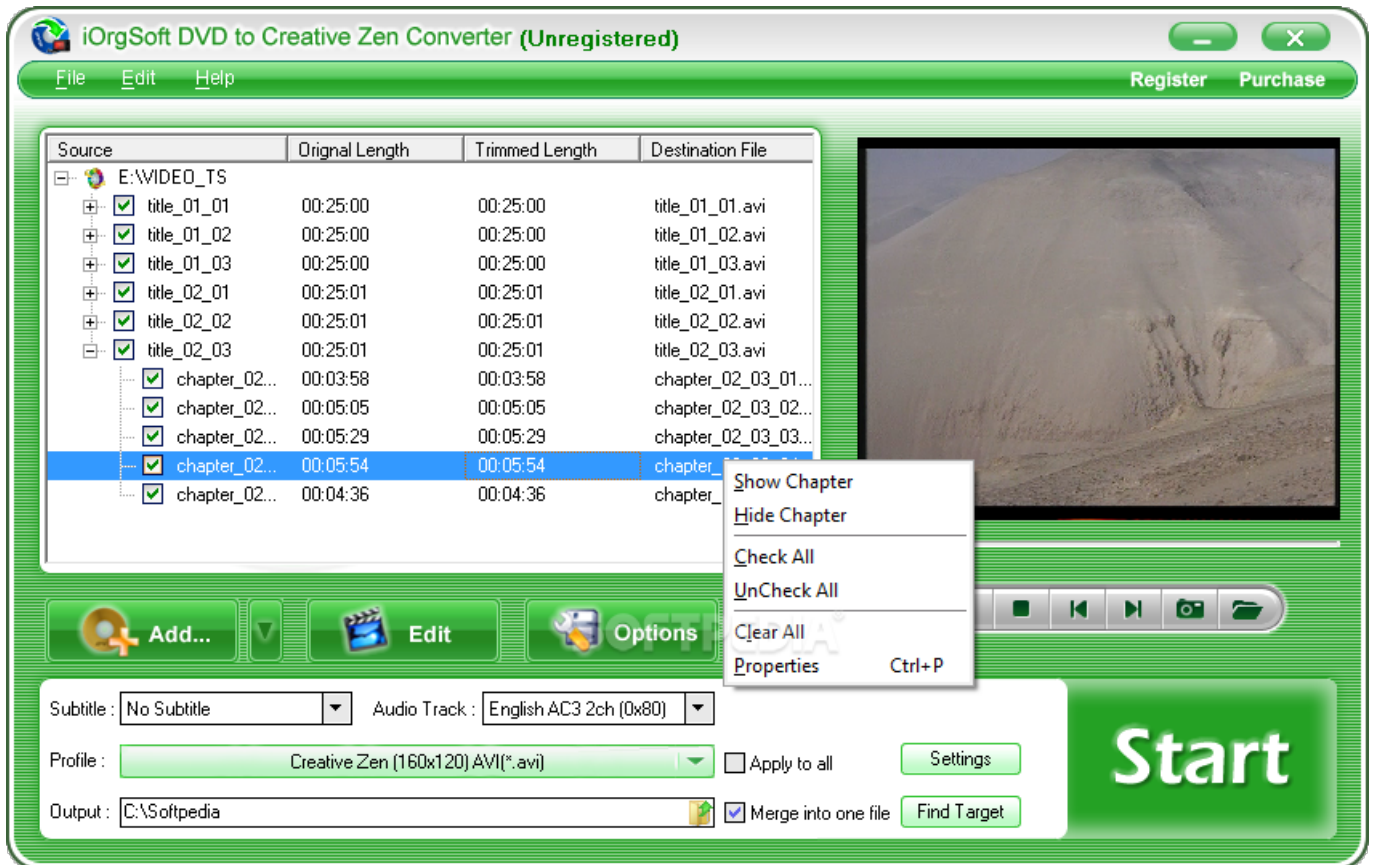 iOrgSoft DVD to Creative Zen Converter (Unregistered)
File Edit Help Register Purchase
Source Orignal Length Trimmed Length Destination File
E:\VIDEO_TS
title_01_01 00:25:00 00:25:00 title_01_01.avi
title_01_02 00:25:00 00:25:00 title_01_02.avi
title_01_03 00:25:00 00:25:00 title_01_03.avi
title_02_01 00:25:01 00:25:01 title_02_01.avi
title_02_02 00:25:01 00:25:01 title_02_02.avi
title_02_03 00:25:01 00:25:01 title_02_03.avi
chapter_02... 00:03:58 00:03:58 chapter_02_03_01...
chapter_02... 00:05:05 00:05:05 chapter_02_03_02...
chapter_02... 00:05:29 00:05:29 chapter_02_03_03...
chapter_02... 00:05:54 00:05:54 chapter_
chapter_02... 00:04:36 00:04:36 chapter_
Show Chapter
Hide Chapter
Check All
UnCheck All
Clear All
Properties Ctrl+P
Add... Edit Options
SOFTPEDIA
Subtitle : No Subtitle Audio Track : English AC3 2ch (0x80)
Profile : Creative Zen (160x120) AVI(*.avi) Apply to all Settings
Output : C:\Softpedia Merge into one file Find Target
Start